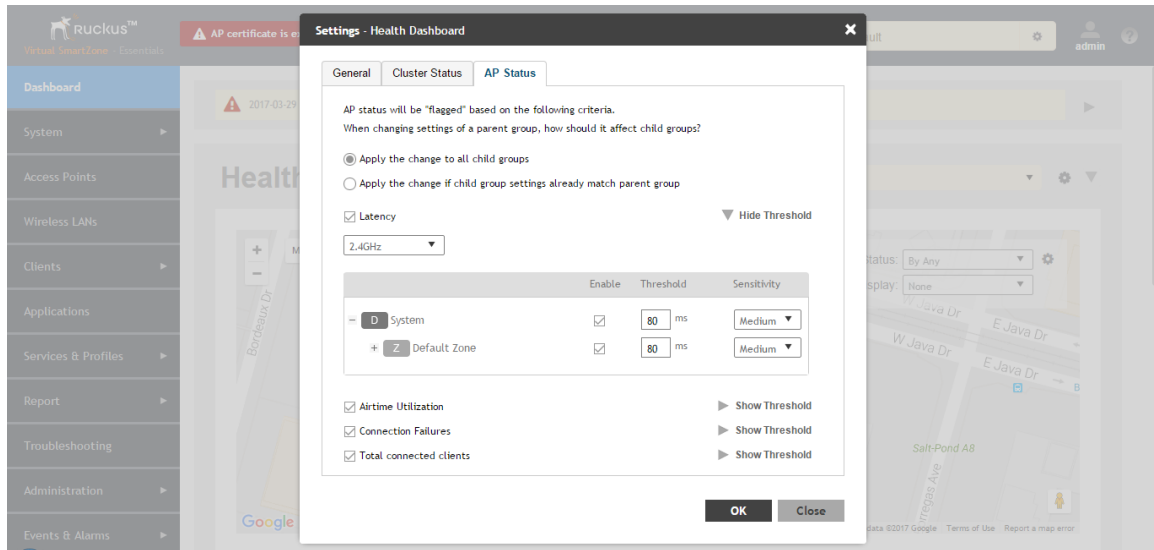 RUCKUS™
Virtual SmartZone - Essentials
AP certificate is e
ult
admin
Dashboard
System
Access Points
Wireless LANs
Clients
Applications
Services & Profiles
Report
Troubleshooting
Administration
Events & Alarms
2017-03-29
Health
M
Bordeaux Dr
Google
Settings - Health Dashboard
General Cluster Status AP Status
AP status will be "flagged" based on the following criteria.
When changing settings of a parent group, how should it affect child groups?
Apply the change to all child groups
Apply the change if child group settings already match parent group
Latency Hide Threshold
2.4GHz
Enable Threshold Sensitivity
D System 80 ms Medium
Z Default Zone 80 ms Medium
Airtime Utilization Show Threshold
Connection Failures Show Threshold
Total connected clients Show Threshold
OK Close
Status: By Any
splay: None
W Java Dr
E Java Dr
W Java Dr
E Java Dr
B
Salt-Pond A8
rregas Ave
data ©2017 Google Terms of Use Report a map error